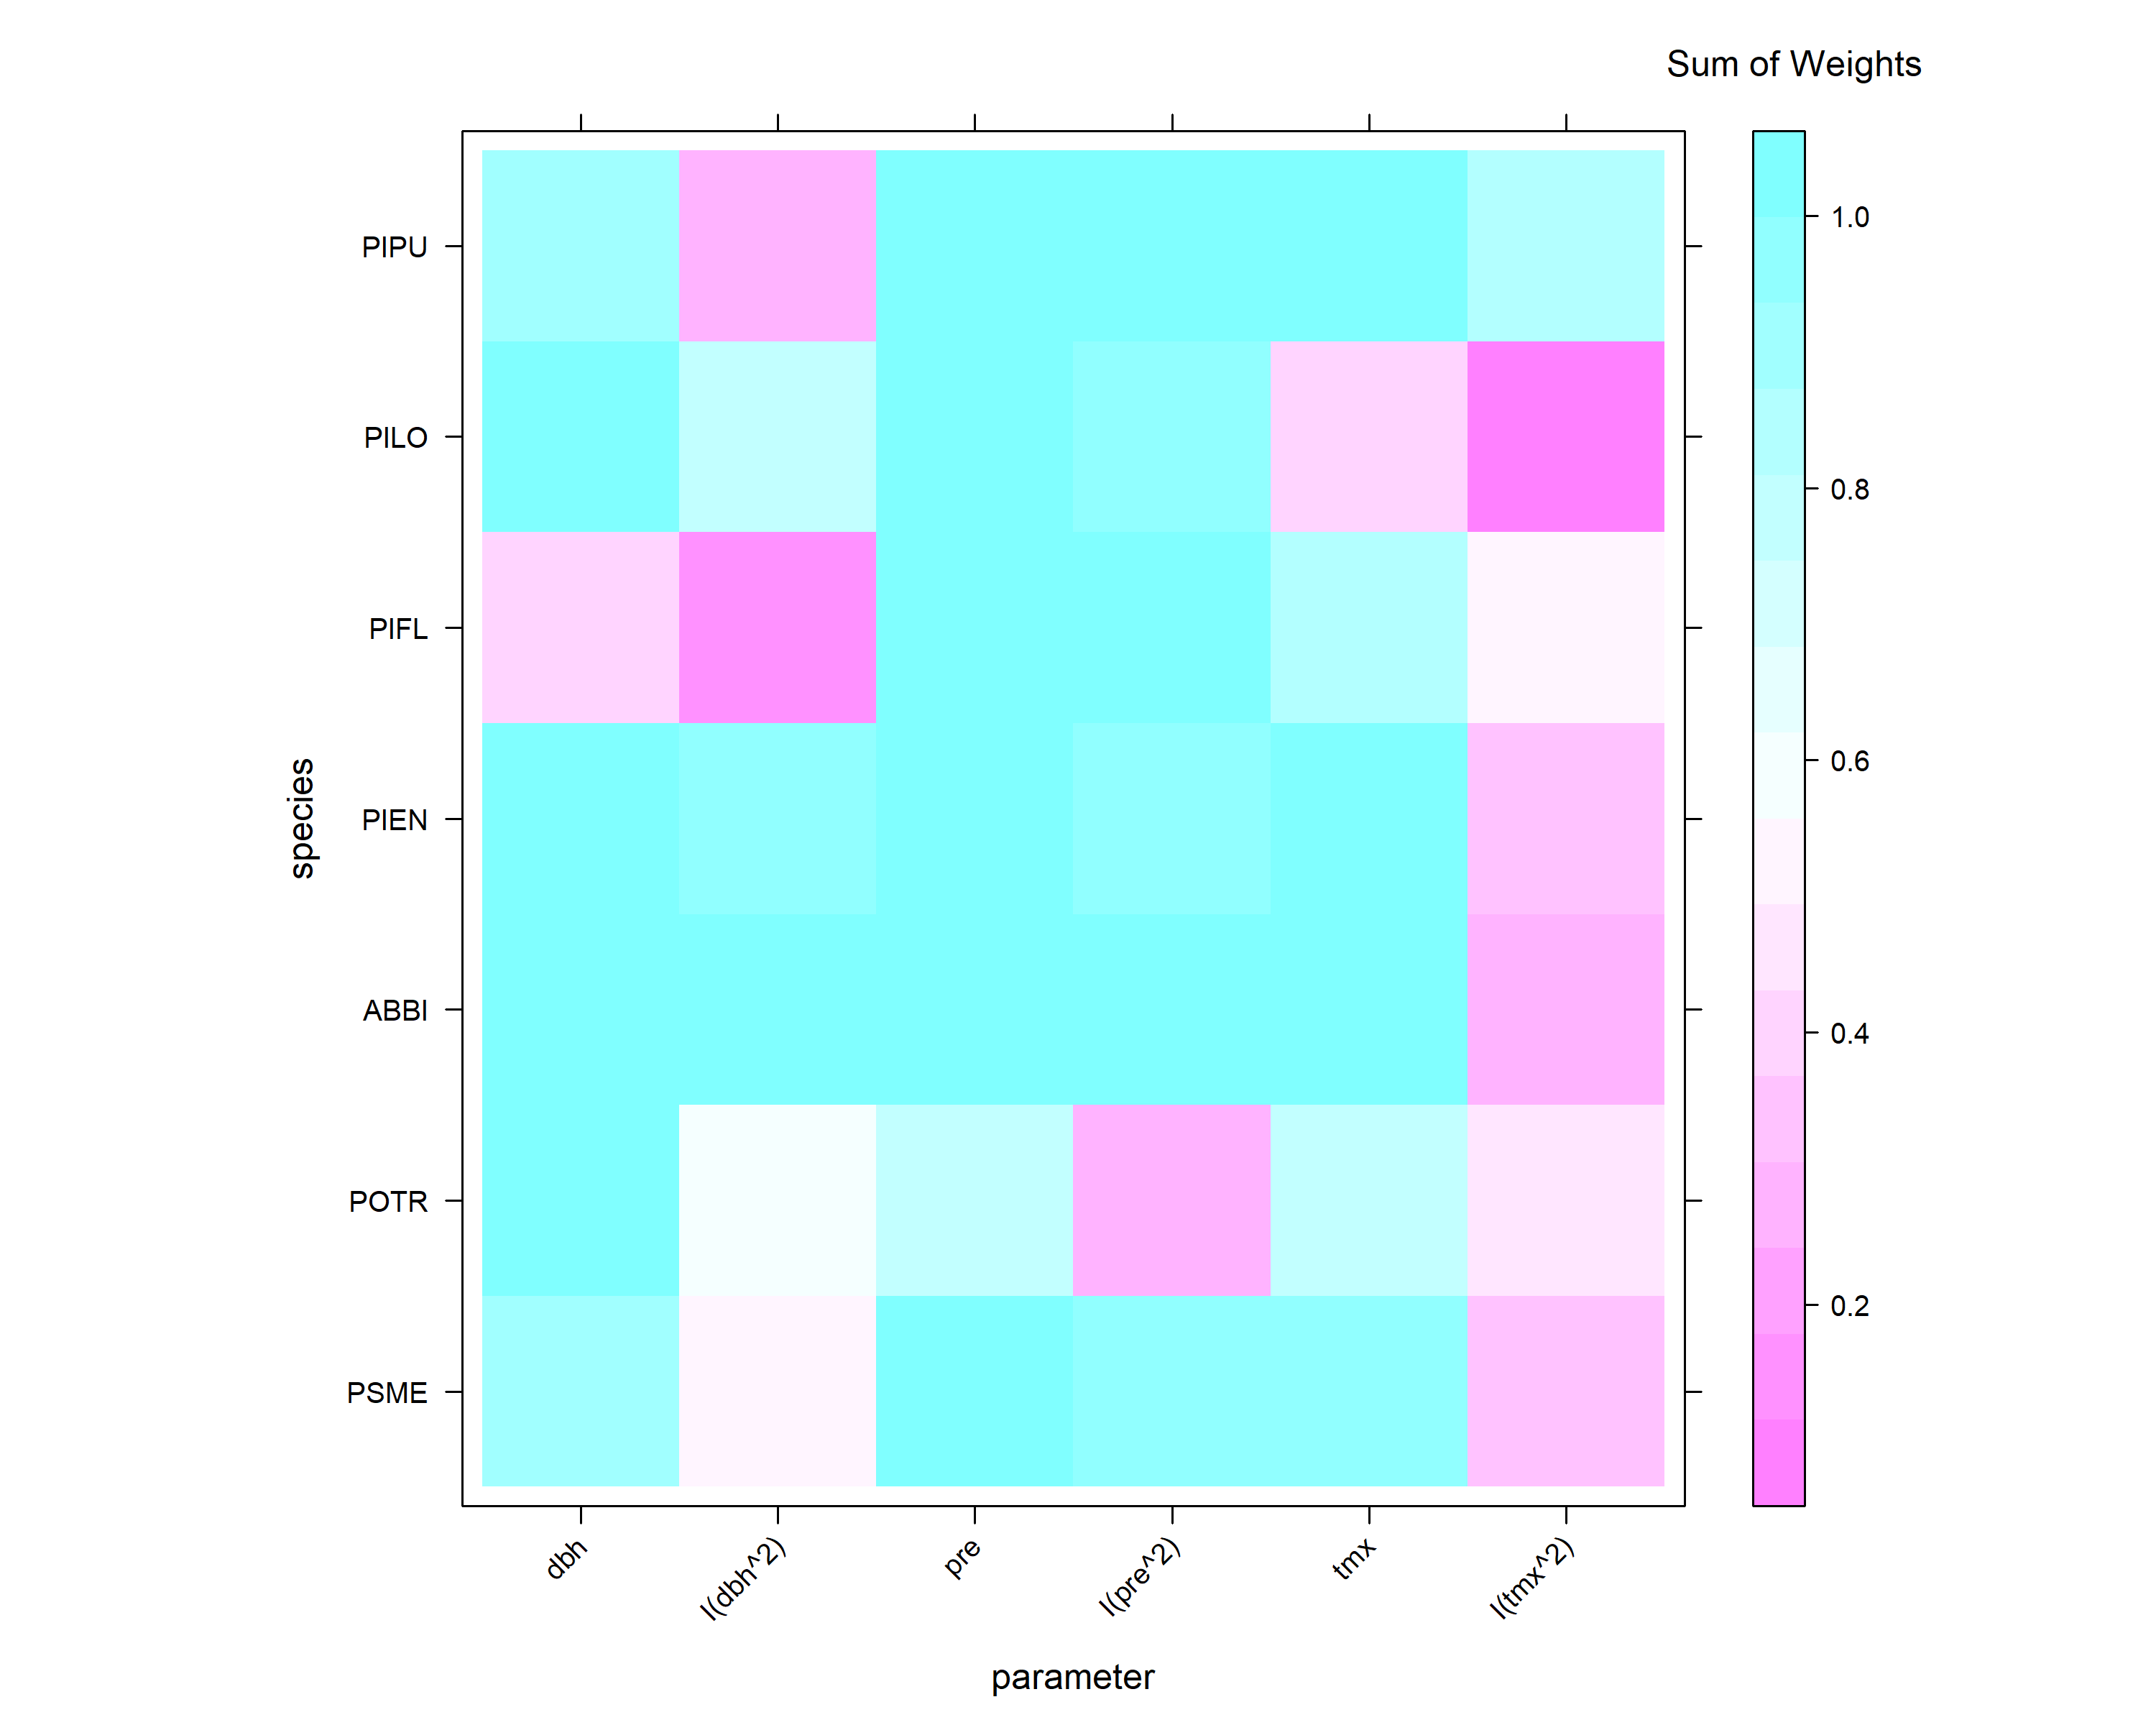 Sum of Weights
PIPU
PILO
PIFL
PIEN
ABBI
POTR
PSME
species
1.0
0.8
0.6
0.4
0.2
dbh
I(dbh^2)
pre
I(pre^2)
tmx
I(tmx^2)
parameter